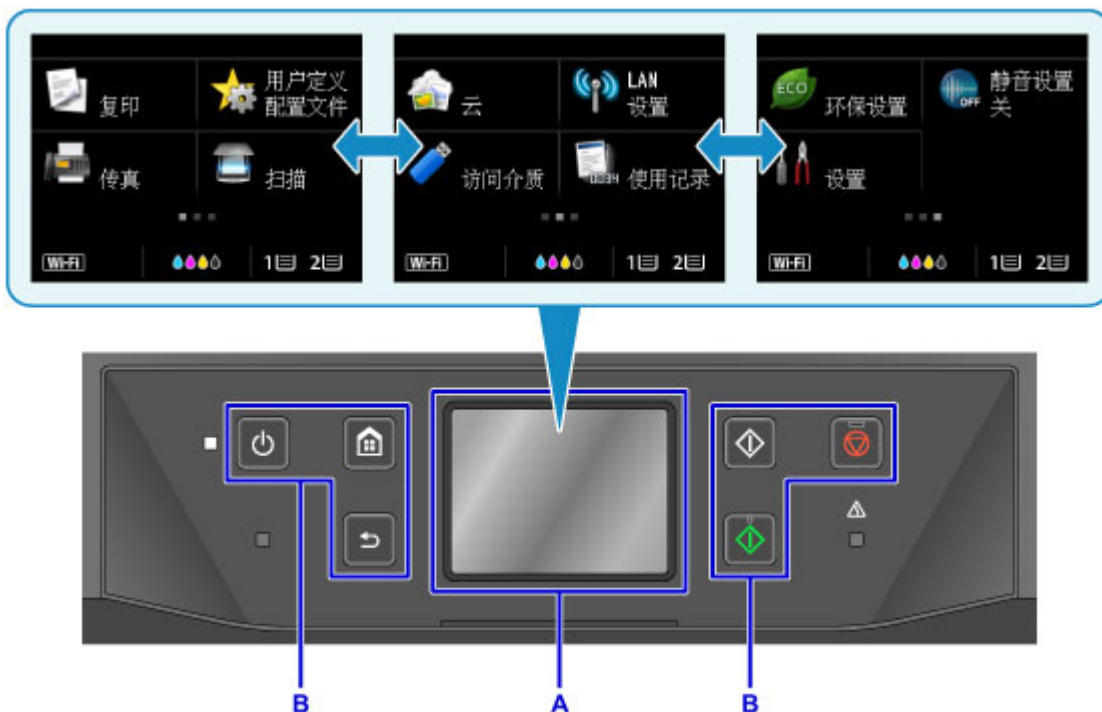 复印
用户定义
配置文件
传真
扫描
Wi-Fi
1 2
云
LAN
设置
访问介质
使用记录
Wi-Fi
1 2
ECO
环保设置
OFF
静音设置
关
设置
Wi-Fi
1 2
B
A
B